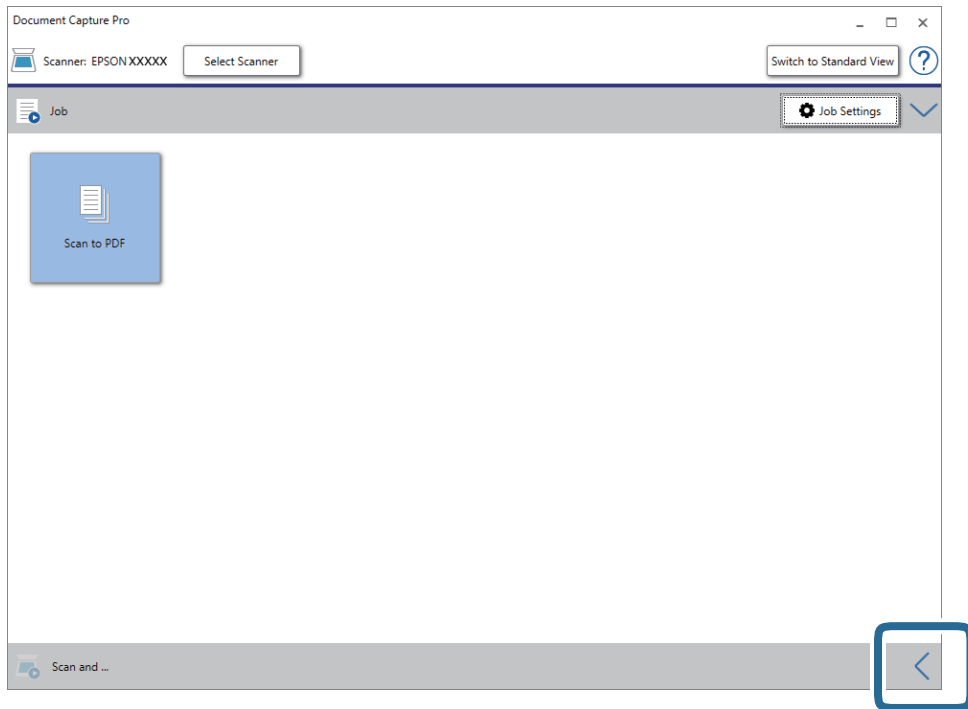 Document Capture Pro
Scanner: EPSON XXXXX
Select Scanner
Switch to Standard View
?
Job
Job Settings
Scan to PDF
Scan and ...